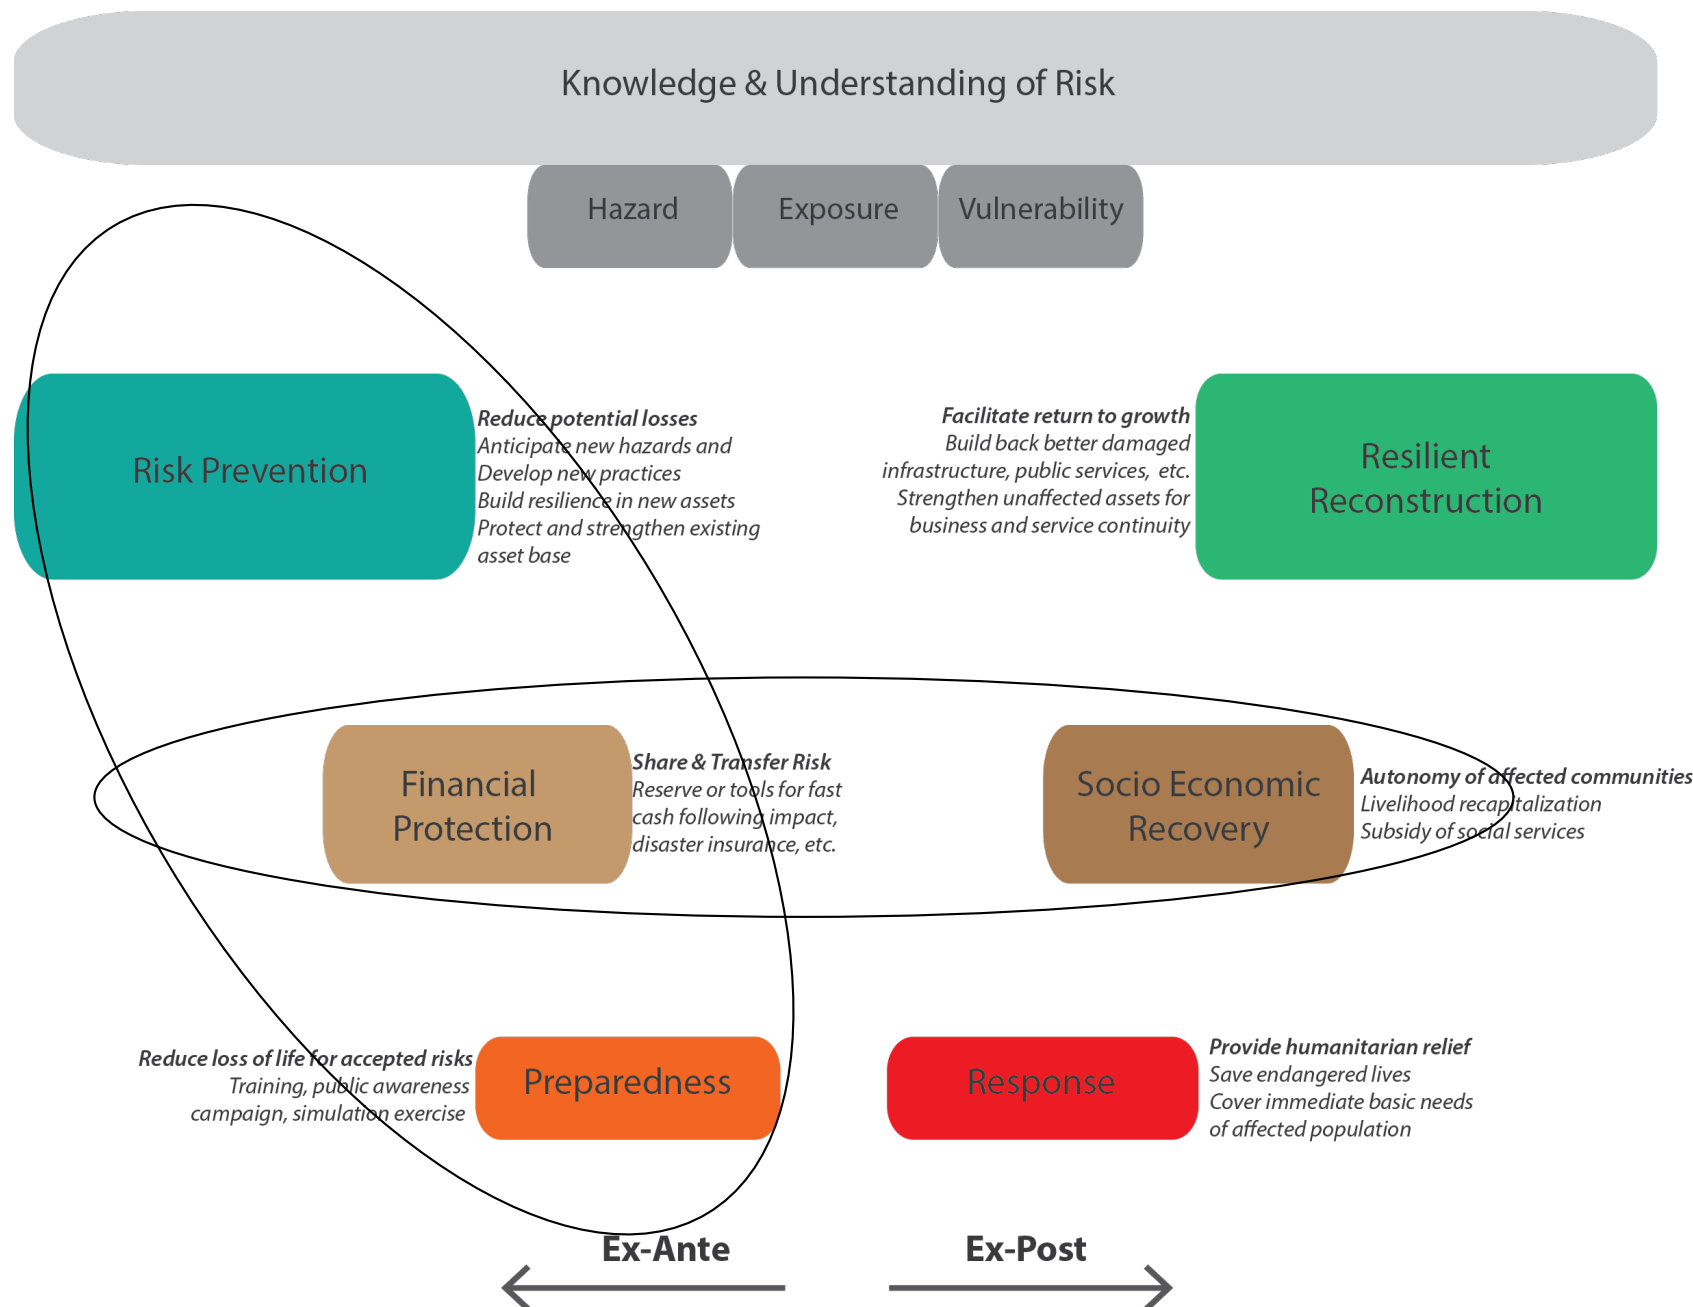 Knowledge & Understanding of Risk
Hazard
Exposure
Vulnerability
Risk Prevention
Reduce potential losses
Anticipate new hazards and
Develop new practices
Build resilience in new assets
Protect and strengthen existing
asset base
Facilitate return to growth
Build back better damaged
infrastructure, public services, etc.
Strengthen unaffected assets for
business and service continuity
Resilient
Reconstruction
Financial
Protection
Share & Transfer Risk
Reserve or tools for fast
cash following impact,
disaster insurance, etc.
Socio Economic
Recovery
Autonomy of affected communities
Livelihood recapitalization
Subsidy of social services
Reduce loss of life for accepted risks
Training, public awareness
campaign, simulation exercise
Preparedness
Response
Provide humanitarian relief
Save endangered lives
Cover immediate basic needs
of affected population
Ex-Ante
Ex-Post